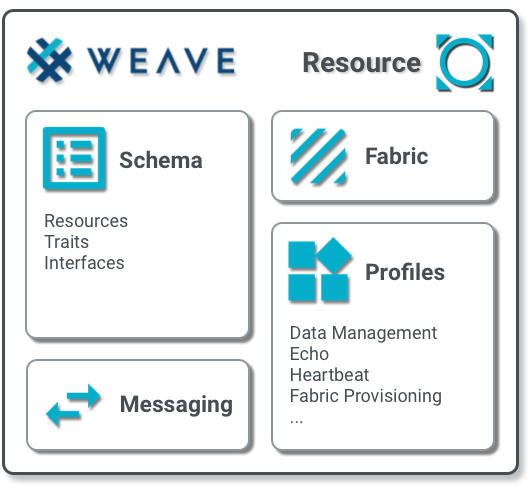 WEAVE
Resource
Schema
Resources
Traits
Interfaces
Messaging
Fabric
Profiles
Data Management
Echo
Heartbeat
Fabric Provisioning
...